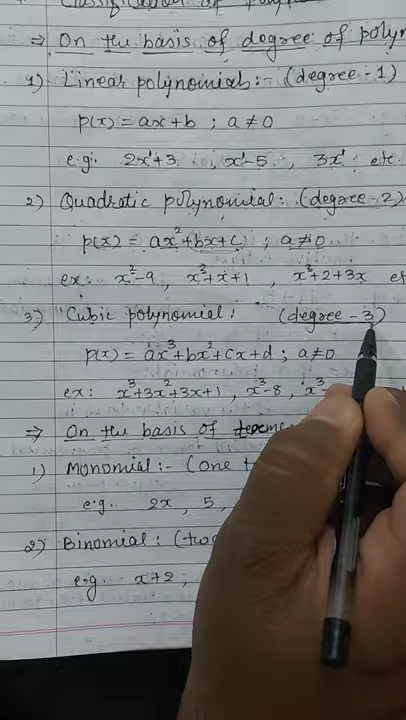 Classification of
⇒ On the basis of degree of
1) Linear polynomials:- (degree-1)
p(x) = ax+b ; a≠0
e.g. 2x¹+3 , x¹-5 , 3x¹ etc.
2) Quadratic polynomial: (degree-2)
p(x) = ax²+bx+c ; a≠0
ex: x²-9, x²+x+1 , x²+2+3x
3) Cubic polynomial: (degree-3)
p(x) = ax³+bx²+cx+d ; a≠0
ex: x³+3x²+3x+1 , x³-8, x³
⇒ On the basis of
1) Monomial:- (one
e.g. 2x , 5 ,
2) Binomial: (two
e.g. x+2 ,